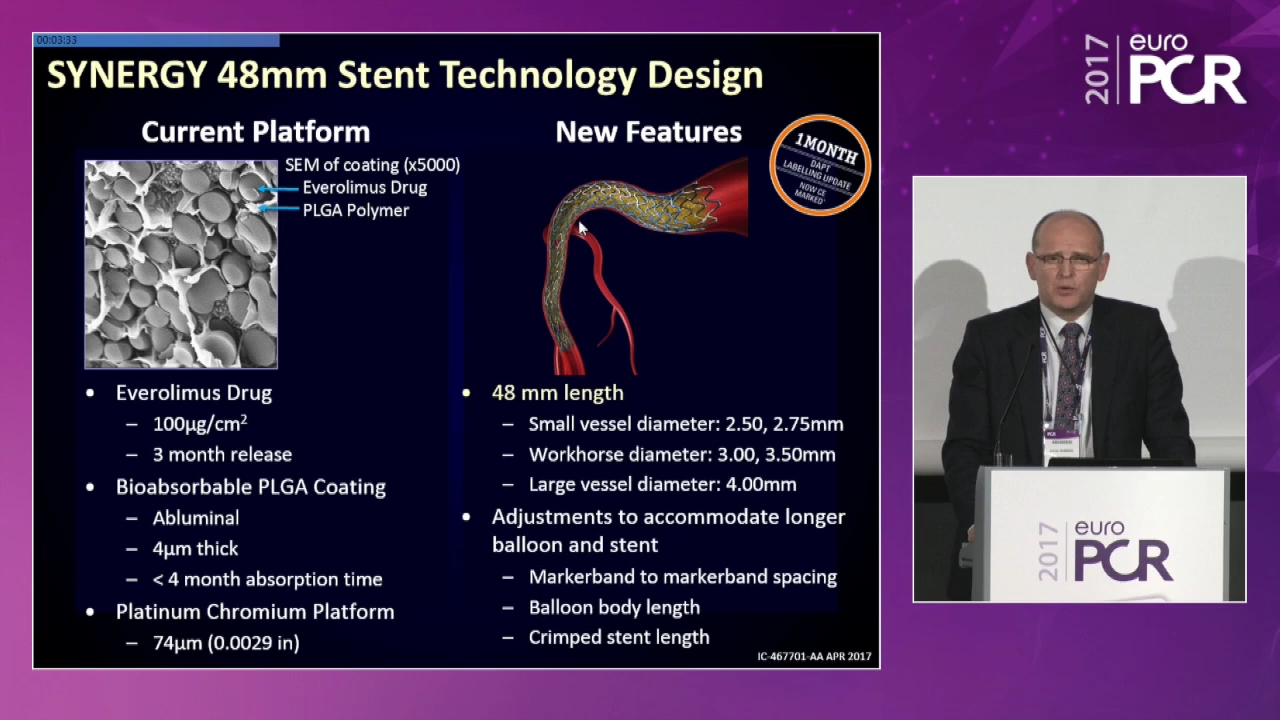 00:03:33
SYNERGY 48mm Stent Technology Design
Current Platform
SEM of coating (x5000)
Everolimus Drug
PLGA Polymer
• Everolimus Drug
– 100µg/cm²
– 3 month release
• Bioabsorbable PLGA Coating
– Abluminal
– 4µm thick
– < 4 month absorption time
• Platinum Chromium Platform
– 74µm (0.0029 in)
New Features
1 MONTH
DAPT
LABELLING UPDATE
NOW CE
MARKED*
• 48 mm length
– Small vessel diameter: 2.50, 2.75mm
– Workhorse diameter: 3.00, 3.50mm
– Large vessel diameter: 4.00mm
• Adjustments to accommodate longer
balloon and stent
– Markerband to markerband spacing
– Balloon body length
– Crimped stent length
IC-467701-AA APR 2017
2017
euro
PCR
PCR
2017
euro
PCR